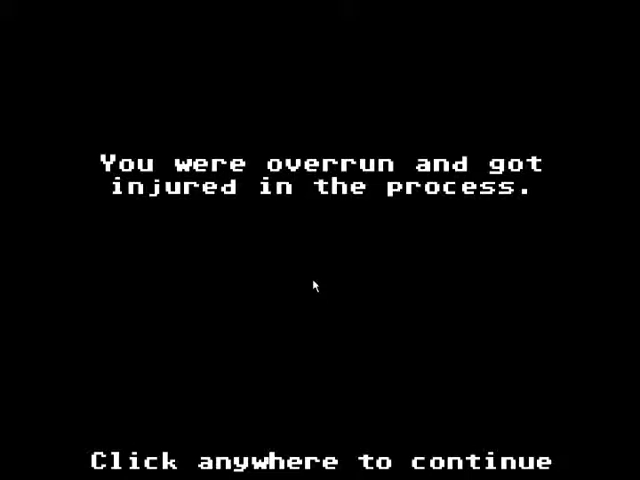 You were overrun and got
injured in the process.
Click anywhere to continue